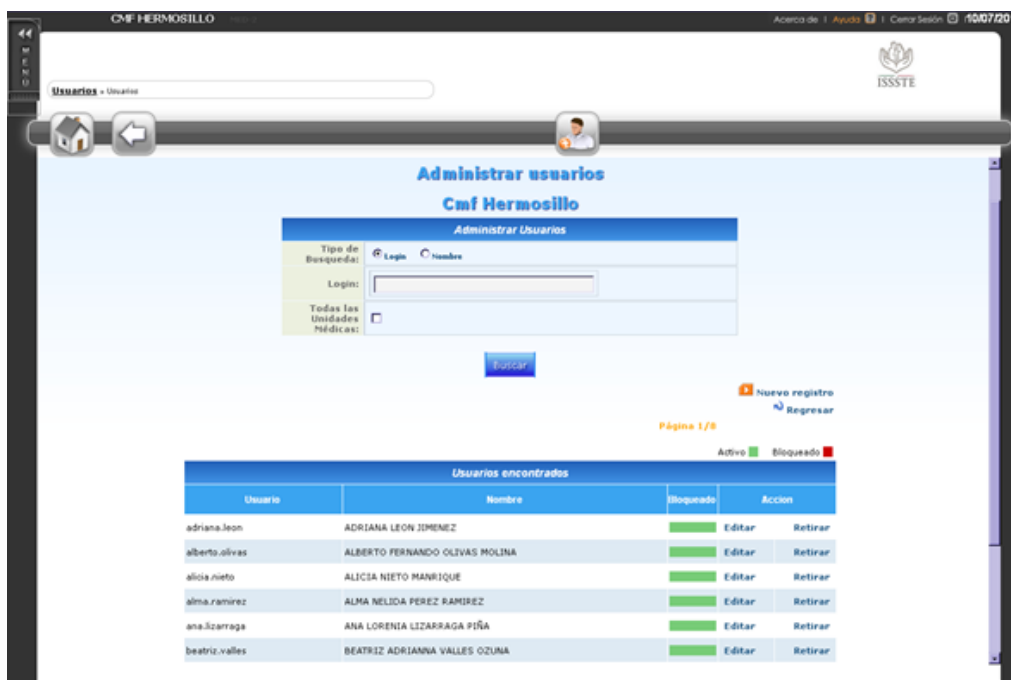 CMF HERMOSILLO
Acerca de | Ayuda | Cerrar Sesión 10/07/20
MENU
ISSSTE
Usuarios » Usuarios
Administrar usuarios
Cmf Hermosillo
Administrar Usuarios
Tipo de Busqueda: Login Nombre
Login:
Todas las Unidades Médicas:
Buscar
Nuevo registro
Regresar
Página 1/8
Activo Bloqueado
Usuarios encontrados
Usuario Nombre Bloqueado Accion
adriana.leon ADRIANA LEON JIMENEZ Editar Retirar
alberto.olivas ALBERTO FERNANDO OLIVAS MOLINA Editar Retirar
alicia.nieto ALICIA NIETO MANRIQUE Editar Retirar
alma.ramirez ALMA NELIDA PEREZ RAMIREZ Editar Retirar
ana.lizarraga ANA LORENIA LIZARRAGA PIÑA Editar Retirar
beatriz.valles BEATRIZ ADRIANNA VALLES OZUNA Editar Retirar